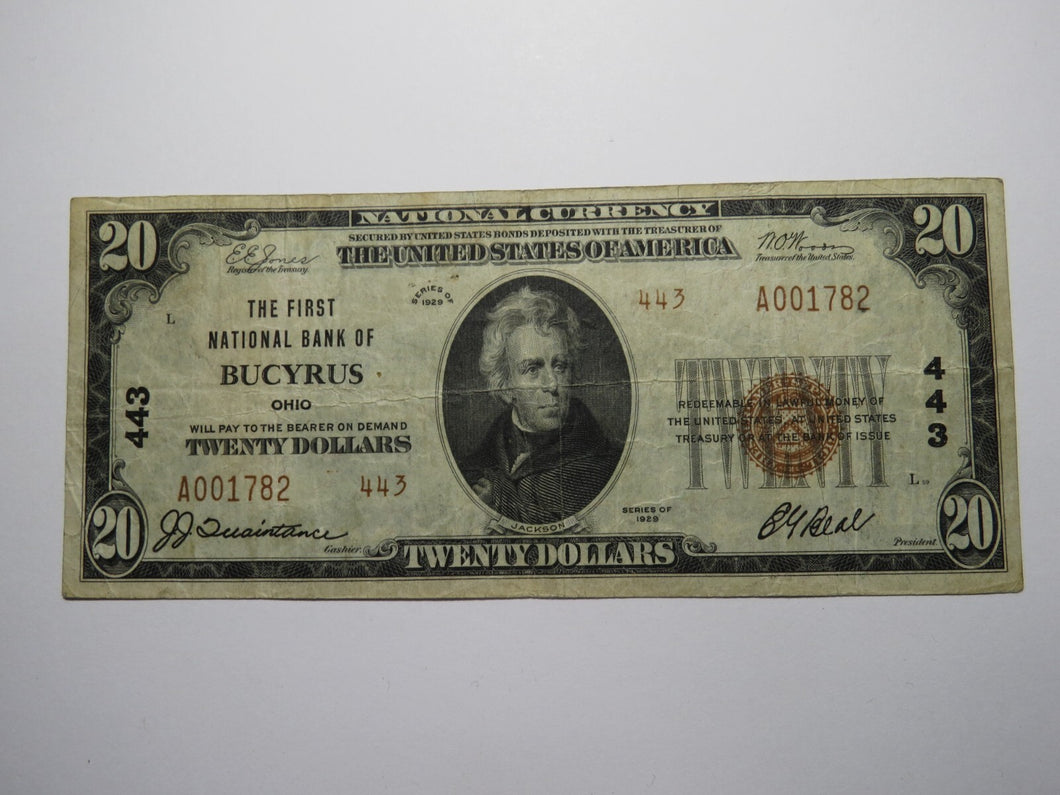 NATIONAL CURRENCY
SECURED BY UNITED STATES BONDS DEPOSITED WITH THE TREASURER OF
THE UNITED STATES OF AMERICA
20
20
E.E. Jones
Register of the Treasury.
W.O. Woods
Treasurer of the United States.
SERIES OF
1929
L
THE FIRST
NATIONAL BANK OF
BUCYRUS
OHIO
WILL PAY TO THE BEARER ON DEMAND
TWENTY DOLLARS
443 A001782
443
443
TWENTY
REDEEMABLE IN LAWFUL MONEY OF
THE UNITED STATES AT UNITED STATES
TREASURY OR AT THE BANK OF ISSUE
A001782 443
L
SERIES OF
1929
JACKSON
20
20
J.J. Quaintance
Cashier.
President.
TWENTY DOLLARS